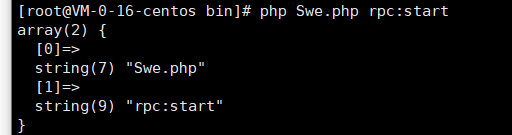 [root@VM-0-16-centos bin]# php Swe.php rpc:start
array(2) {
  [0]=>
  string(7) "Swe.php"
  [1]=>
  string(9) "rpc:start"
}